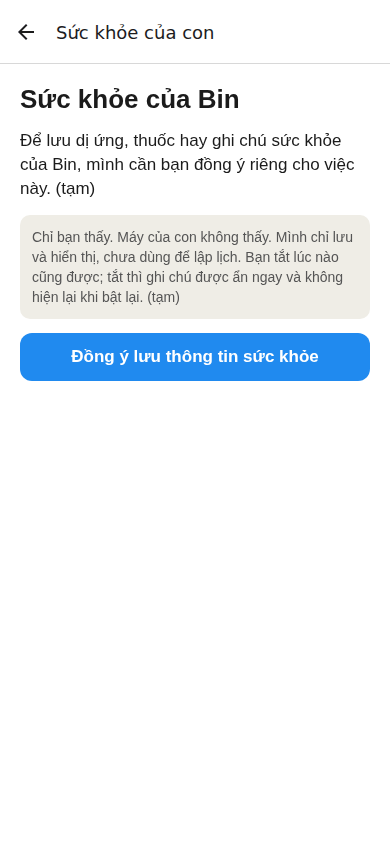 Sức khỏe của con
Sức khỏe của Bin
Để lưu dị ứng, thuốc hay ghi chú sức khỏe
của Bin, mình cần bạn đồng ý riêng cho việc
này. (tạm)
Chỉ bạn thấy. Máy của con không thấy. Mình chỉ lưu
và hiển thị, chưa dùng để lập lịch. Bạn tắt lúc nào
cũng được; tắt thì ghi chú được ẩn ngay và không
hiện lại khi bật lại. (tạm)
Đồng ý lưu thông tin sức khỏe